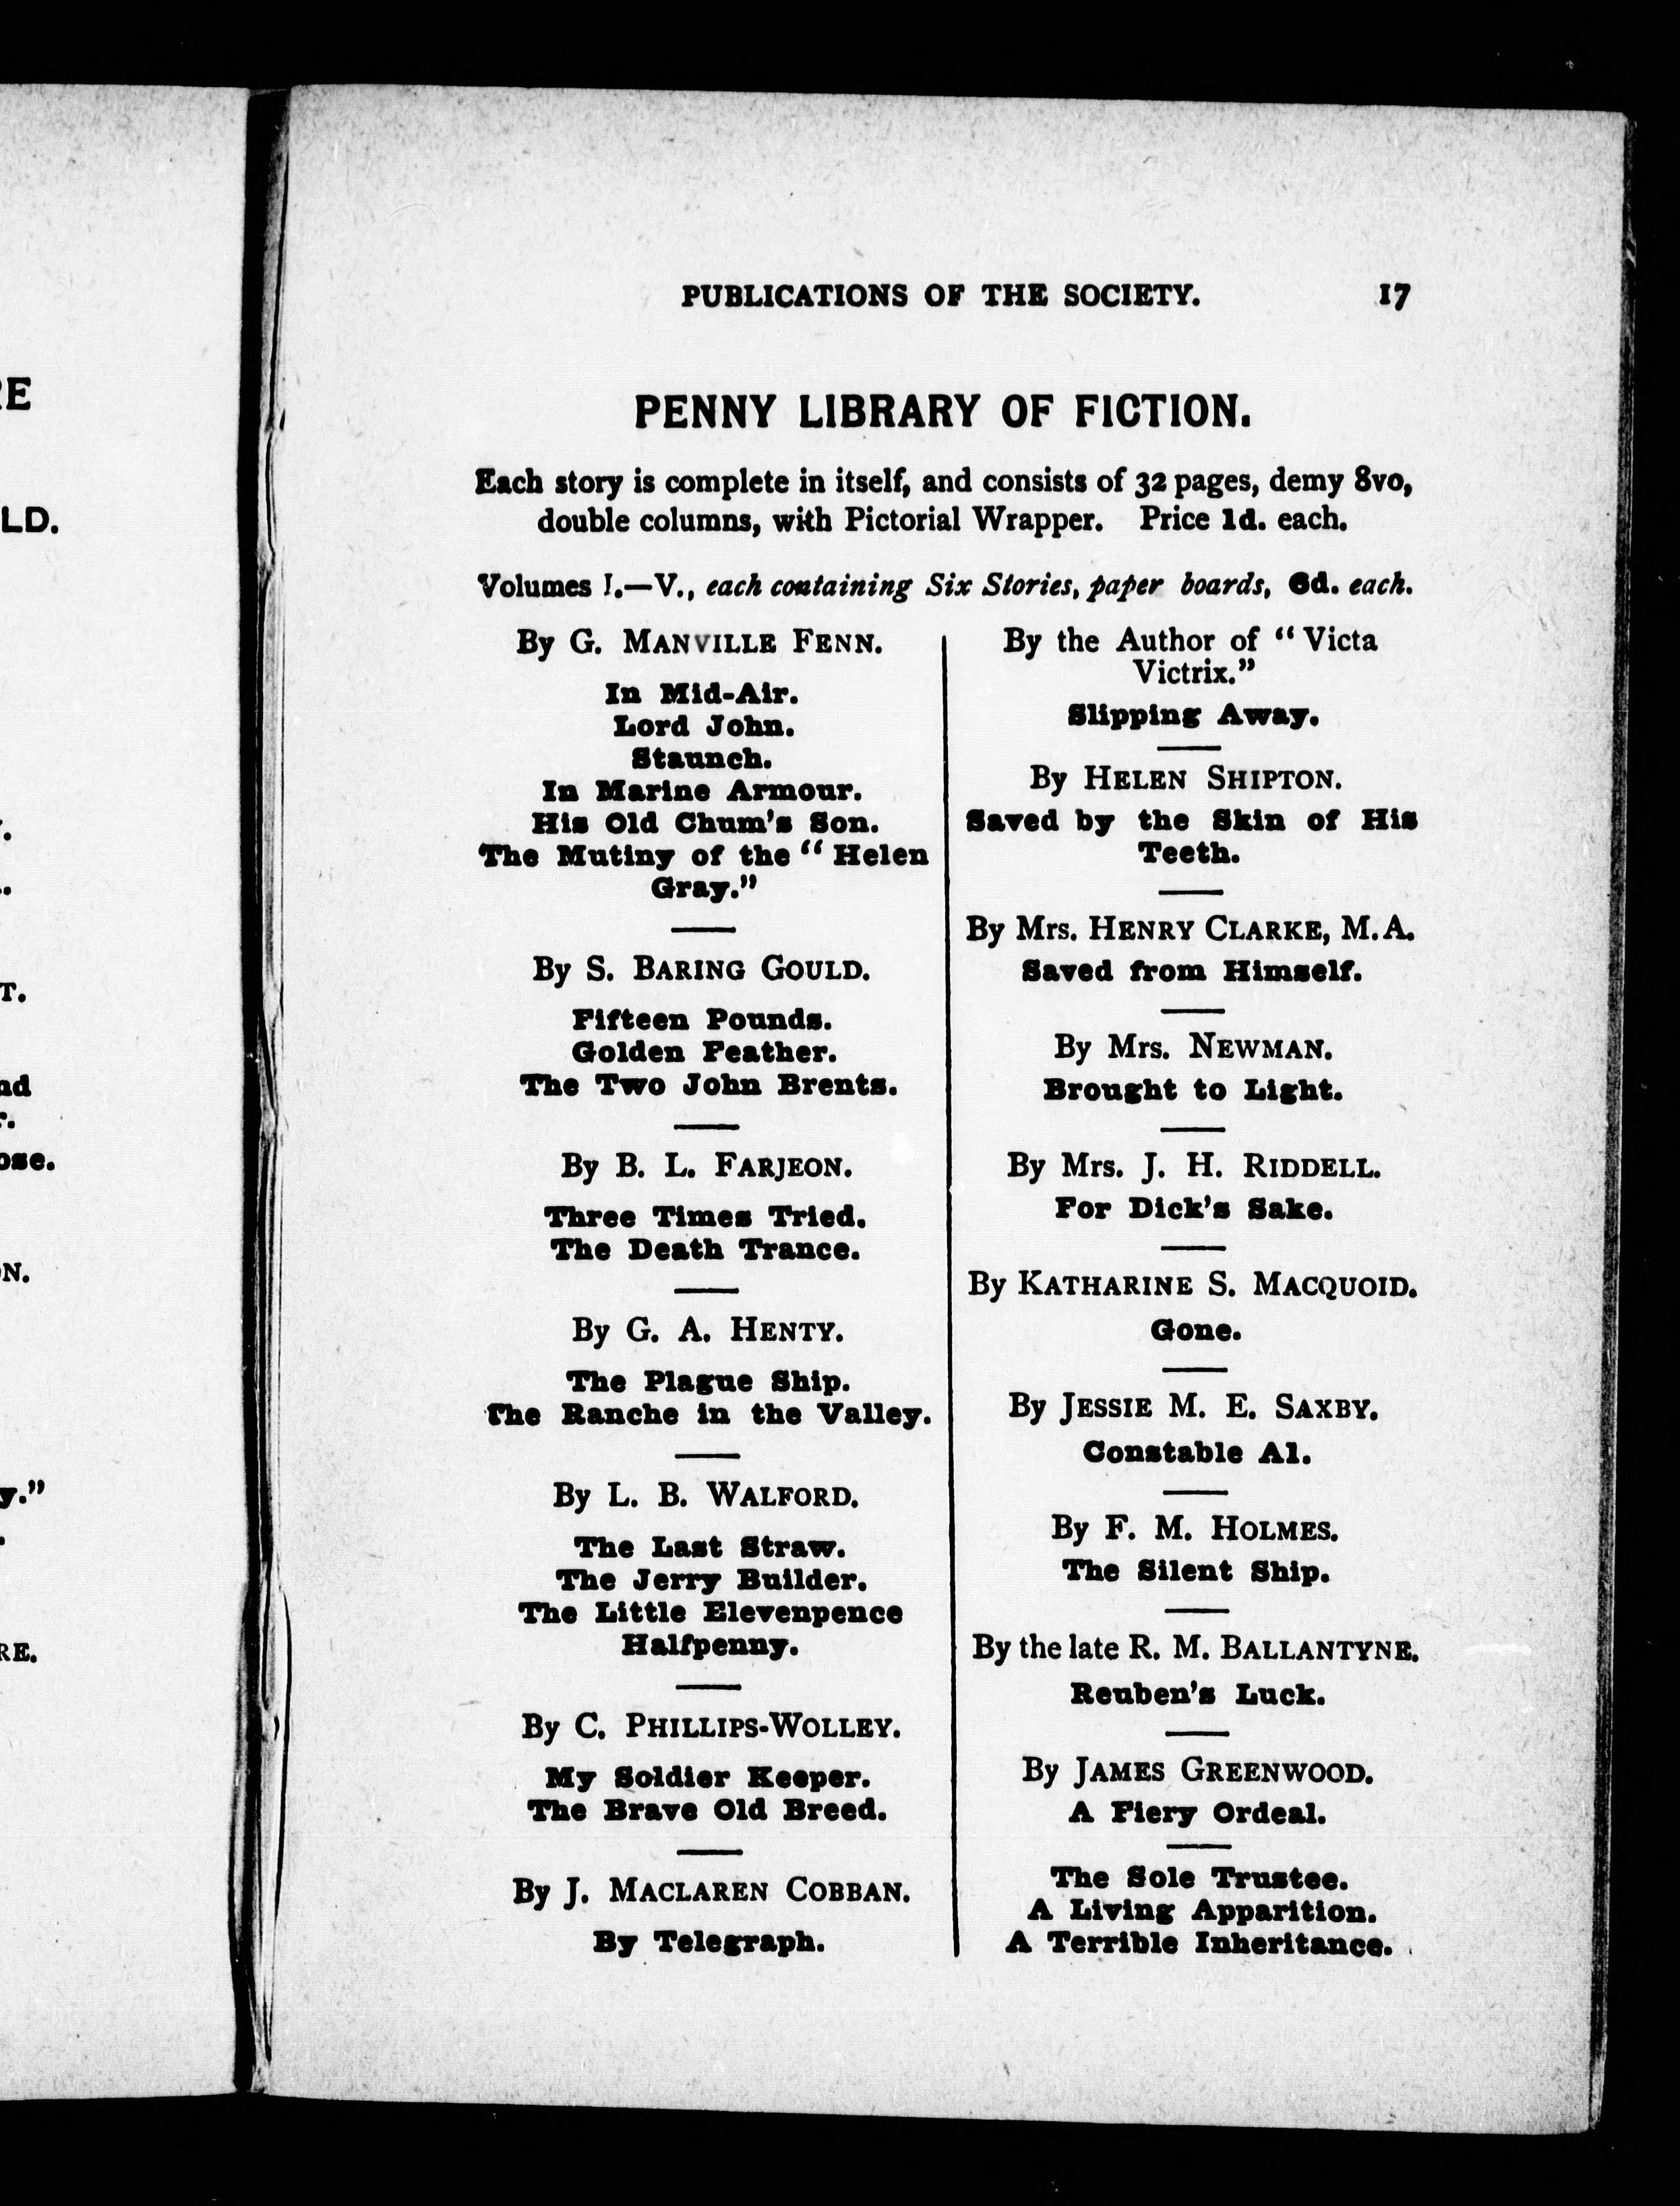 PUBLICATIONS OF THE SOCIETY. 17
PENNY LIBRARY OF FICTION.
Each story is complete in itself, and consists of 32 pages, demy 8vo,
double columns, with Pictorial Wrapper. Price 1d. each.
Volumes I.—V., each containing Six Stories, paper boards, 6d. each.
By G. MANVILLE FENN.
In Mid-Air.
Lord John.
Staunch.
In Marine Armour.
His Old Chum's Son.
The Mutiny of the "Helen
Gray."
By S. BARING GOULD.
Fifteen Pounds.
Golden Feather.
The Two John Brents.
By B. L. FARJEON.
Three Times Tried.
The Death Trance.
By G. A. HENTY.
The Plague Ship.
The Ranche in the Valley.
By L. B. WALFORD.
The Last Straw.
The Jerry Builder.
The Little Elevenpence
Halfpenny.
By C. PHILLIPS-WOLLEY.
My Soldier Keeper.
The Brave Old Breed.
By J. MACLAREN COBBAN.
By Telegraph.
By the Author of "Victa
Victrix."
Slipping Away.
By HELEN SHIPTON.
Saved by the Skin of His
Teeth.
By Mrs. HENRY CLARKE, M.A.
Saved from Himself.
By Mrs. NEWMAN.
Brought to Light.
By Mrs. J. H. RIDDELL.
For Dick's Sake.
By KATHARINE S. MACQUOID.
Gone.
By JESSIE M. E. SAXBY.
Constable A1.
By F. M. HOLMES.
The Silent Ship.
By the late R. M. BALLANTYNE.
Reuben's Luck.
By JAMES GREENWOOD.
A Fiery Ordeal.
The Sole Trustee.
A Living Apparition.
A Terrible Inheritance.